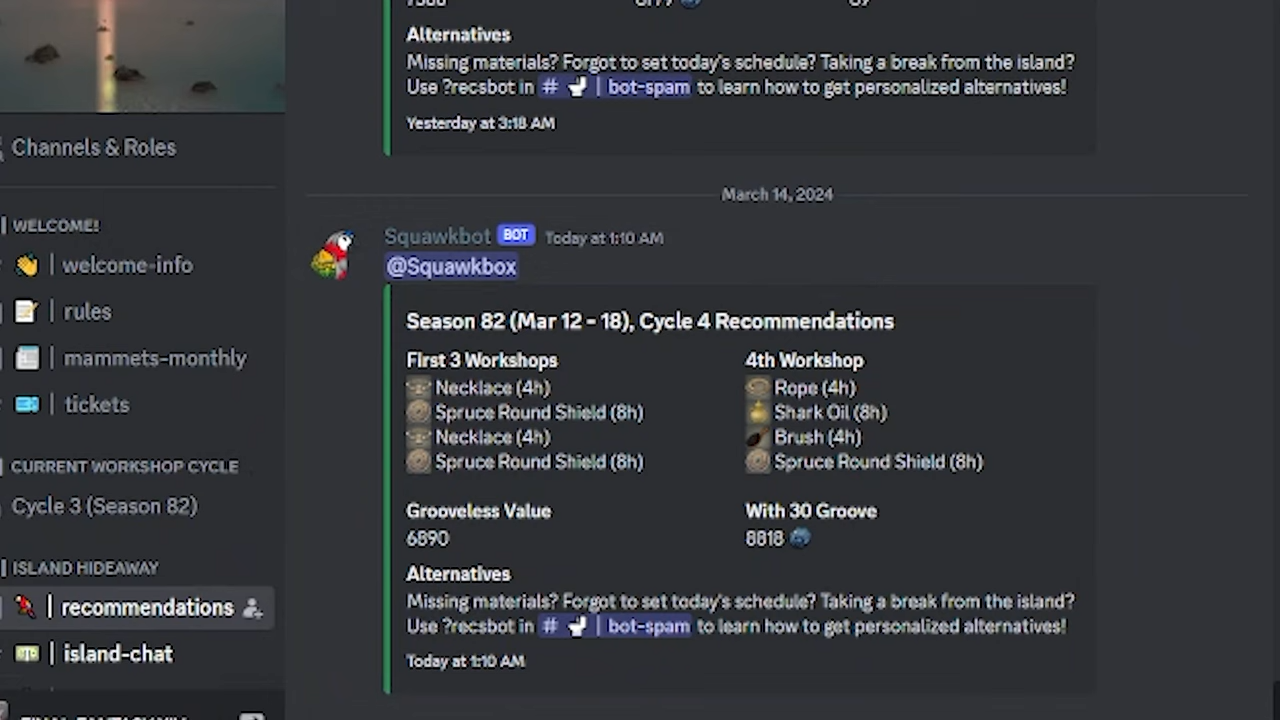 Channels & Roles
WELCOME!
welcome-info
rules
mammets-monthly
tickets
CURRENT WORKSHOP CYCLE
Cycle 3 (Season 82)
ISLAND HIDEAWAY
recommendations
island-chat
FINAL FANTASY XIV
Alternatives
Missing materials? Forgot to set today's schedule? Taking a break from the island?
Use ?recsbot in # | bot-spam to learn how to get personalized alternatives!
Yesterday at 3:18 AM
March 14, 2024
Squawkbot BOT Today at 1:10 AM
@Squawkbox
Season 82 (Mar 12 - 18), Cycle 4 Recommendations
First 3 Workshops
Necklace (4h)
Spruce Round Shield (8h)
Necklace (4h)
Spruce Round Shield (8h)
4th Workshop
Rope (4h)
Shark Oil (8h)
Brush (4h)
Spruce Round Shield (8h)
Grooveless Value
6890
With 30 Groove
8818
Alternatives
Missing materials? Forgot to set today's schedule? Taking a break from the island?
Use ?recsbot in # | bot-spam to learn how to get personalized alternatives!
Today at 1:10 AM